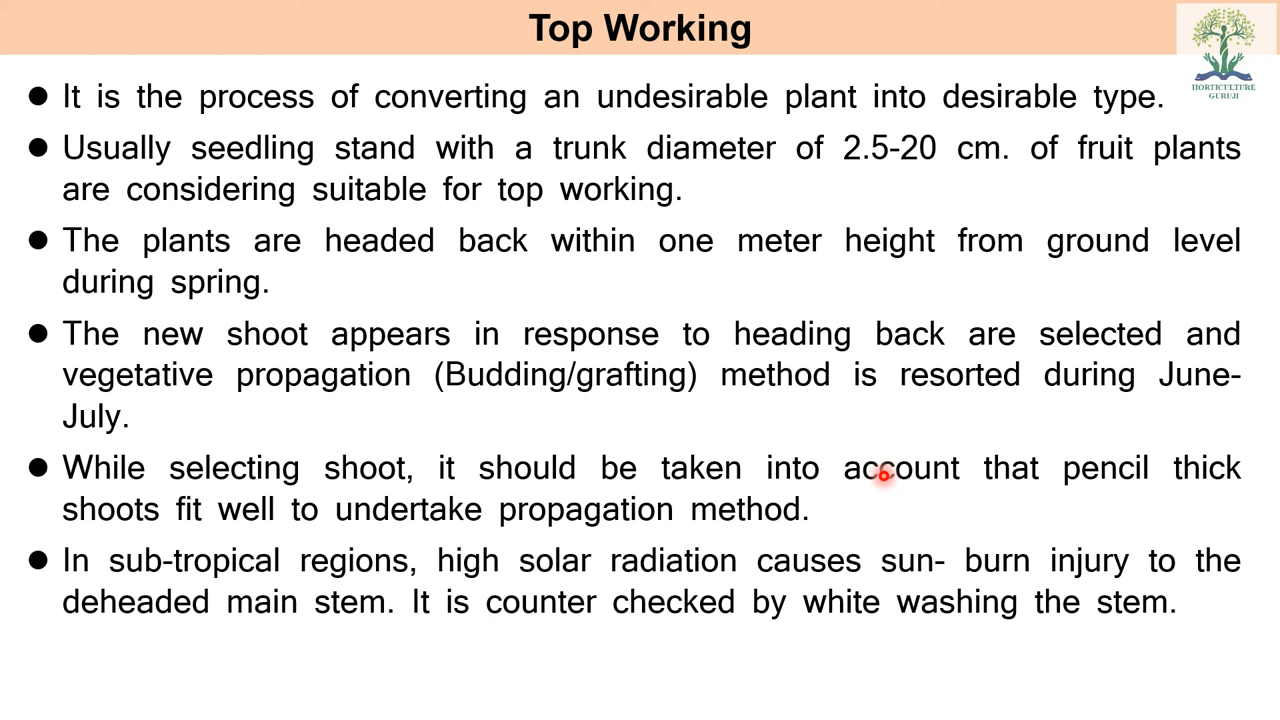 Top Working
HORTICULTURE
GURUJI
● It is the process of converting an undesirable plant into desirable type.
● Usually seedling stand with a trunk diameter of 2.5-20 cm. of fruit plants
are considering suitable for top working.
● The plants are headed back within one meter height from ground level
during spring.
● The new shoot appears in response to heading back are selected and
vegetative propagation (Budding/grafting) method is resorted during June-
July.
● While selecting shoot, it should be taken into account that pencil thick
shoots fit well to undertake propagation method.
● In sub-tropical regions, high solar radiation causes sun- burn injury to the
deheaded main stem. It is counter checked by white washing the stem.